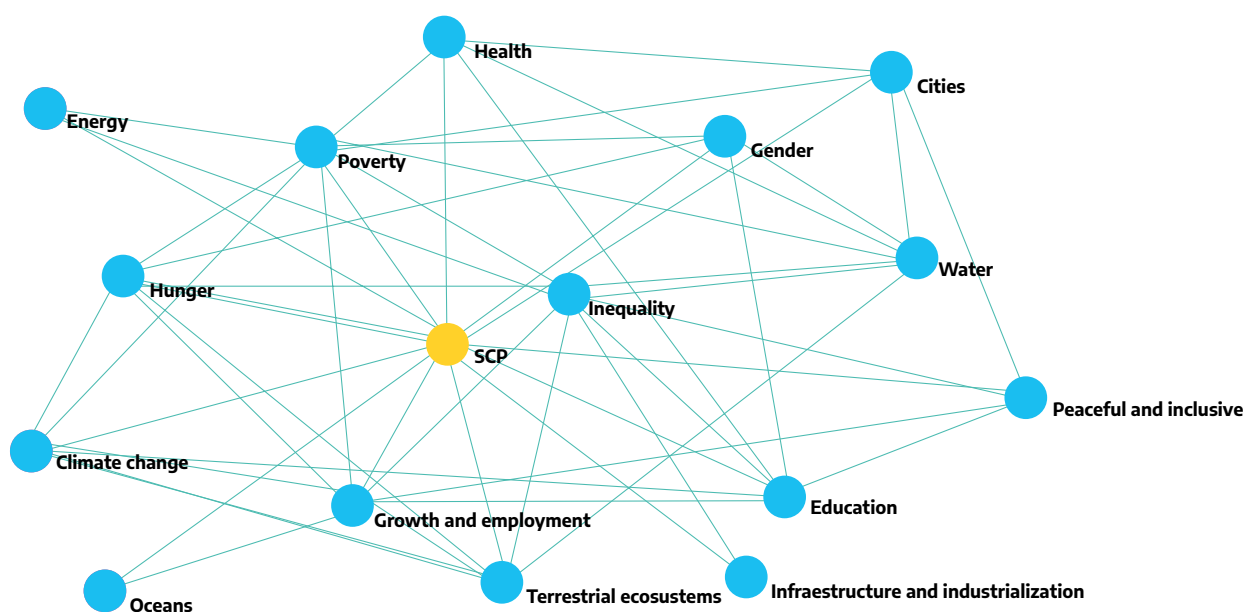 Health
Cities
Energy
Gender
Poverty
Water
Hunger
Inequality
SCP
Peaceful and inclusive
Climate change
Education
Growth and employment
Infraestructure and industrialization
Terrestrial ecosustems
Oceans